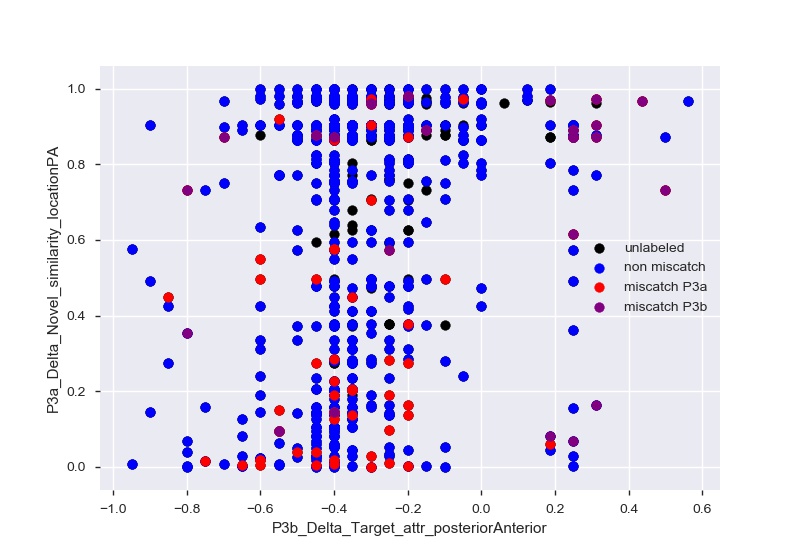 1.0
0.8
0.6
0.4
0.2
0.0
P3a_Delta_Novel_similarity_locationPA
unlabeled
non miscatch
miscatch P3a
miscatch P3b
−1.0 −0.8 −0.6 −0.4 −0.2 0.0 0.2 0.4 0.6
P3b_Delta_Target_attr_posteriorAnterior